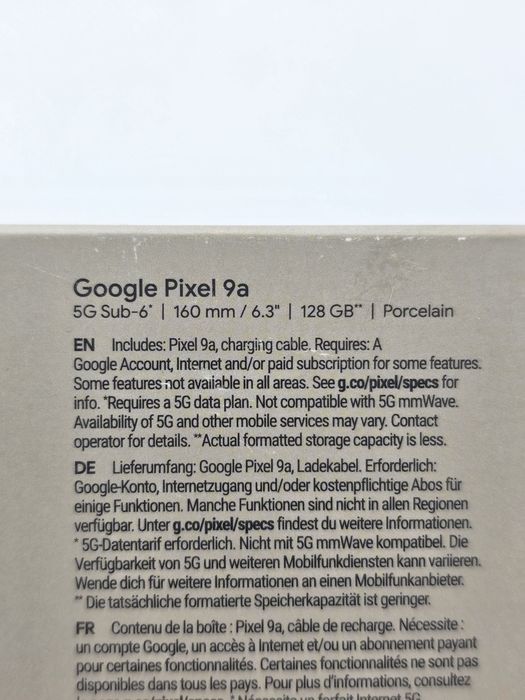 Google Pixel 9a
5G Sub-6* | 160 mm / 6.3" | 128 GB** | Porcelain
EN Includes: Pixel 9a, charging cable. Requires: A
Google Account, Internet and/or paid subscription for some features.
Some features not available in all areas. See g.co/pixel/specs for
info. *Requires a 5G data plan. Not compatible with 5G mmWave.
Availability of 5G and other mobile services may vary. Contact
operator for details. **Actual formatted storage capacity is less.
DE Lieferumfang: Google Pixel 9a, Ladekabel. Erforderlich:
Google-Konto, Internetzugang und/oder kostenpflichtige Abos für
einige Funktionen. Manche Funktionen sind nicht in allen Regionen
verfügbar. Unter g.co/pixel/specs findest du weitere Informationen.
* 5G-Datentarif erforderlich. Nicht mit 5G mmWave kompatibel. Die
Verfügbarkeit von 5G und weiteren Mobilfunkdiensten kann variieren.
Wende dich für weitere Informationen an einen Mobilfunkanbieter.
** Die tatsächliche formatierte Speicherkapazität ist geringer.
FR Contenu de la boîte : Pixel 9a, câble de recharge. Nécessite :
un compte Google, un accès à Internet et/ou un abonnement payant
pour certaines fonctionnalités. Certaines fonctionnalités ne sont pas
disponibles dans tous les pays. Pour plus d'informations, consultez
*Nécessite un forfait Internet 5G